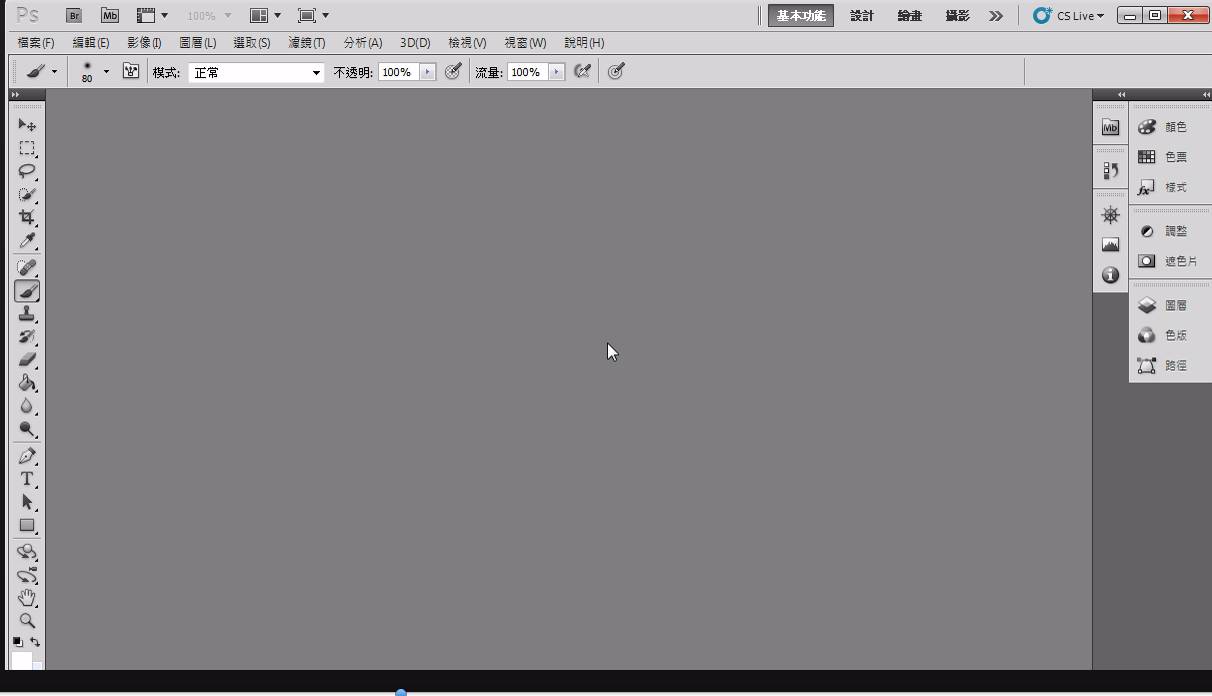 Ps Br Mb 100% 基本功能 設計 繪畫 攝影 CS Live
檔案(F) 編輯(E) 影像(I) 圖層(L) 選取(S) 濾鏡(T) 分析(A) 3D(D) 檢視(V) 視窗(W) 說明(H)
80 模式: 正常 不透明: 100% 流量: 100%
Mb 顏色
色票
樣式
調整
遮色片
圖層
色版
路徑
T